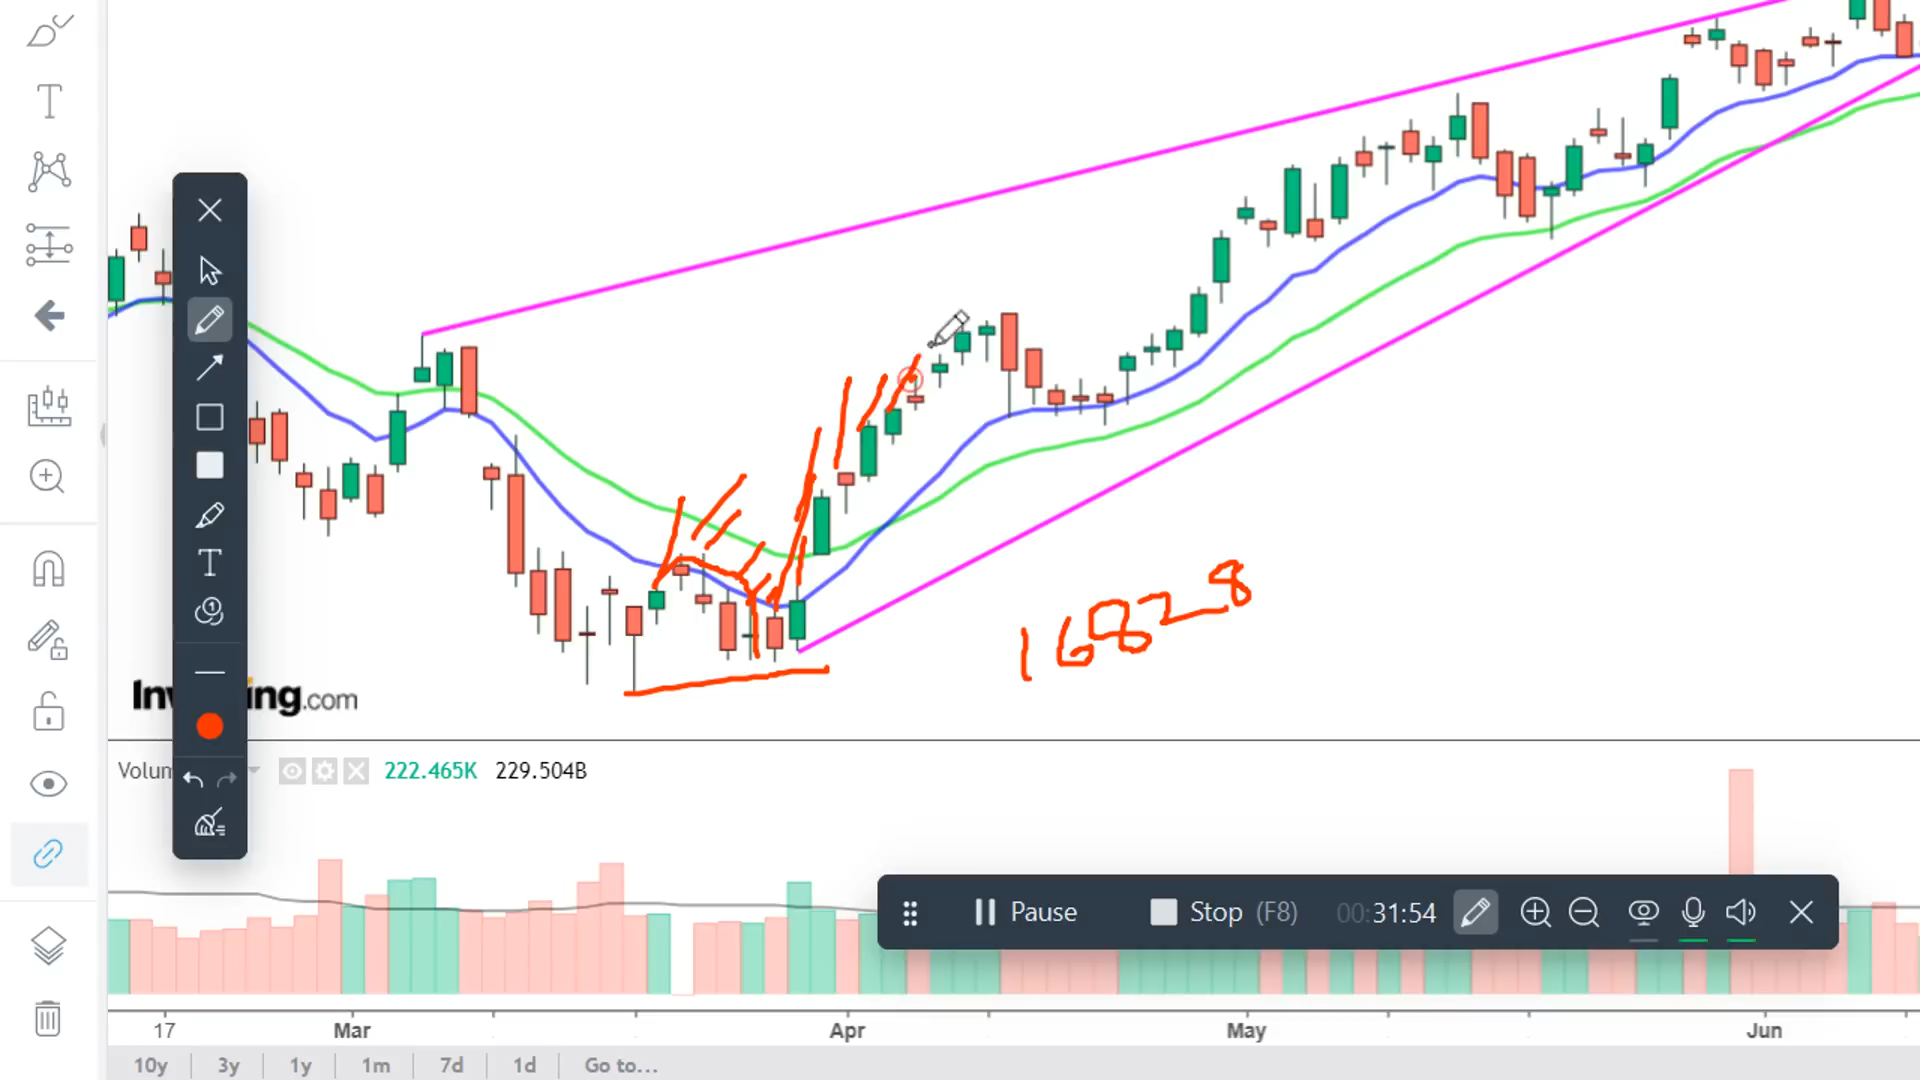 16828
Investing.com
Volum
222.465K 229.504B
Pause Stop (F8) 00:31:54
17 Mar Apr May Jun
10y 3y 1y 1m 7d 1d Go to...